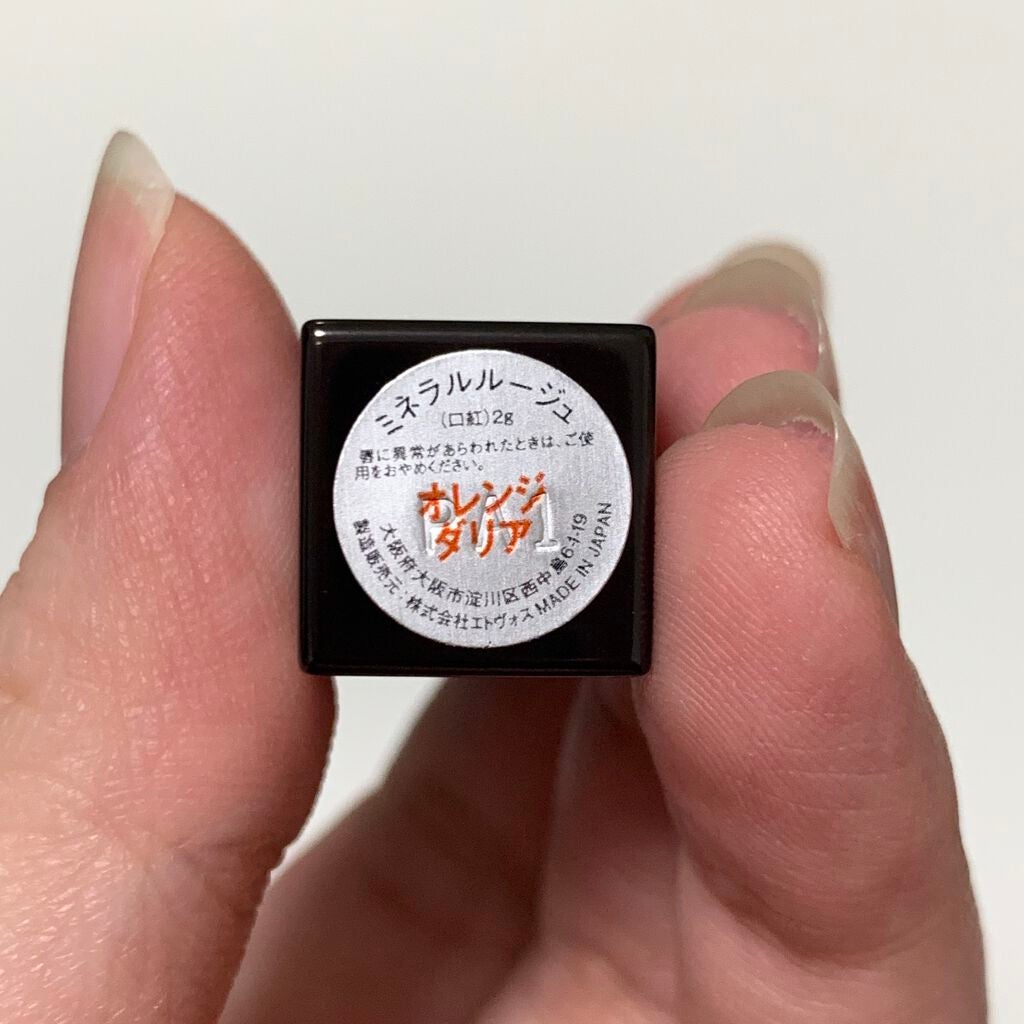 ミネラルルージュ
(口紅)2g
唇に異常があらわれたときは、ご使
用をおやめください。
オレンジ
ダリア
大阪府大阪市淀川区西中島6-1-19
製造販売元:株式会社エトヴォス MADE IN JAPAN